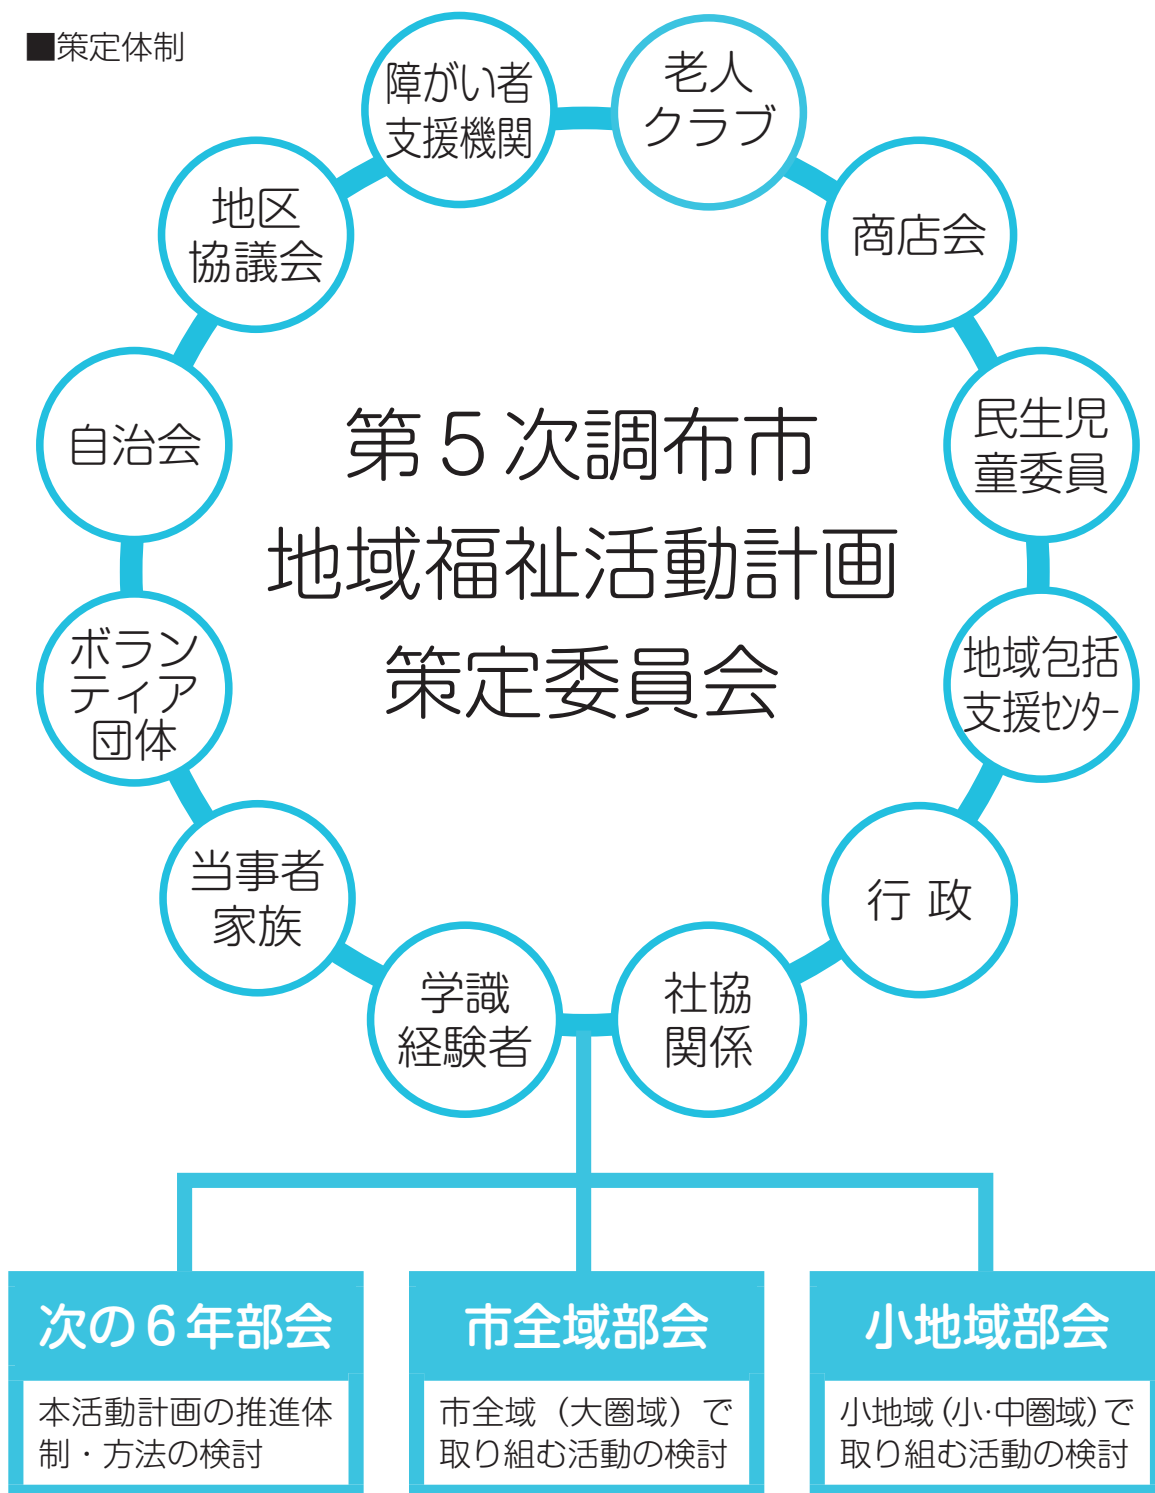 ■策定体制
障がい者
支援機関
老人
クラブ
地区
協議会
商店会
自治会
民生児
童委員
第5次調布市
地域福祉活動計画
策定委員会
ボラン
ティア
団体
地域包括
支援センター
当事者
家族
行 政
学識
経験者
社協
関係
次の6年部会
本活動計画の推進体
制・方法の検討
市全域部会
市全域（大圏域）で
取り組む活動の検討
小地域部会
小地域（小・中圏域）で
取り組む活動の検討